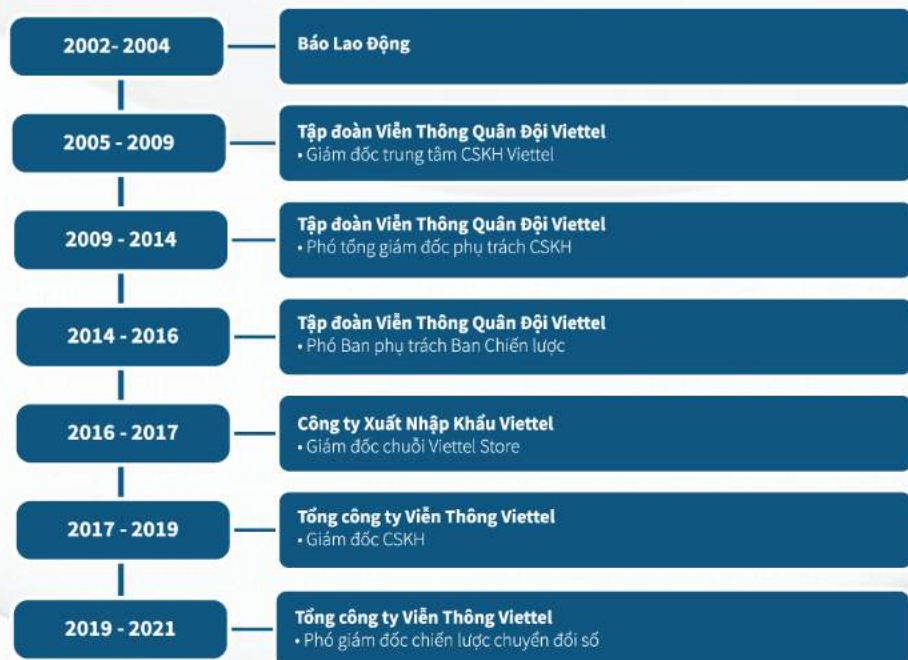 2002- 2004
Báo Lao Động
2005 - 2009
Tập đoàn Viễn Thông Quân Đội Viettel
• Giám đốc trung tâm CSKH Viettel
2009 - 2014
Tập đoàn Viễn Thông Quân Đội Viettel
• Phó tổng giám đốc phụ trách CSKH
2014 - 2016
Tập đoàn Viễn Thông Quân Đội Viettel
• Phó Ban phụ trách Ban Chiến lược
2016 - 2017
Công ty Xuất Nhập Khẩu Viettel
• Giám đốc chuỗi Viettel Store
2017 - 2019
Tổng công ty Viễn Thông Viettel
• Giám đốc CSKH
2019 - 2021
Tổng công ty Viễn Thông Viettel
• Phó giám đốc chiến lược chuyển đổi số